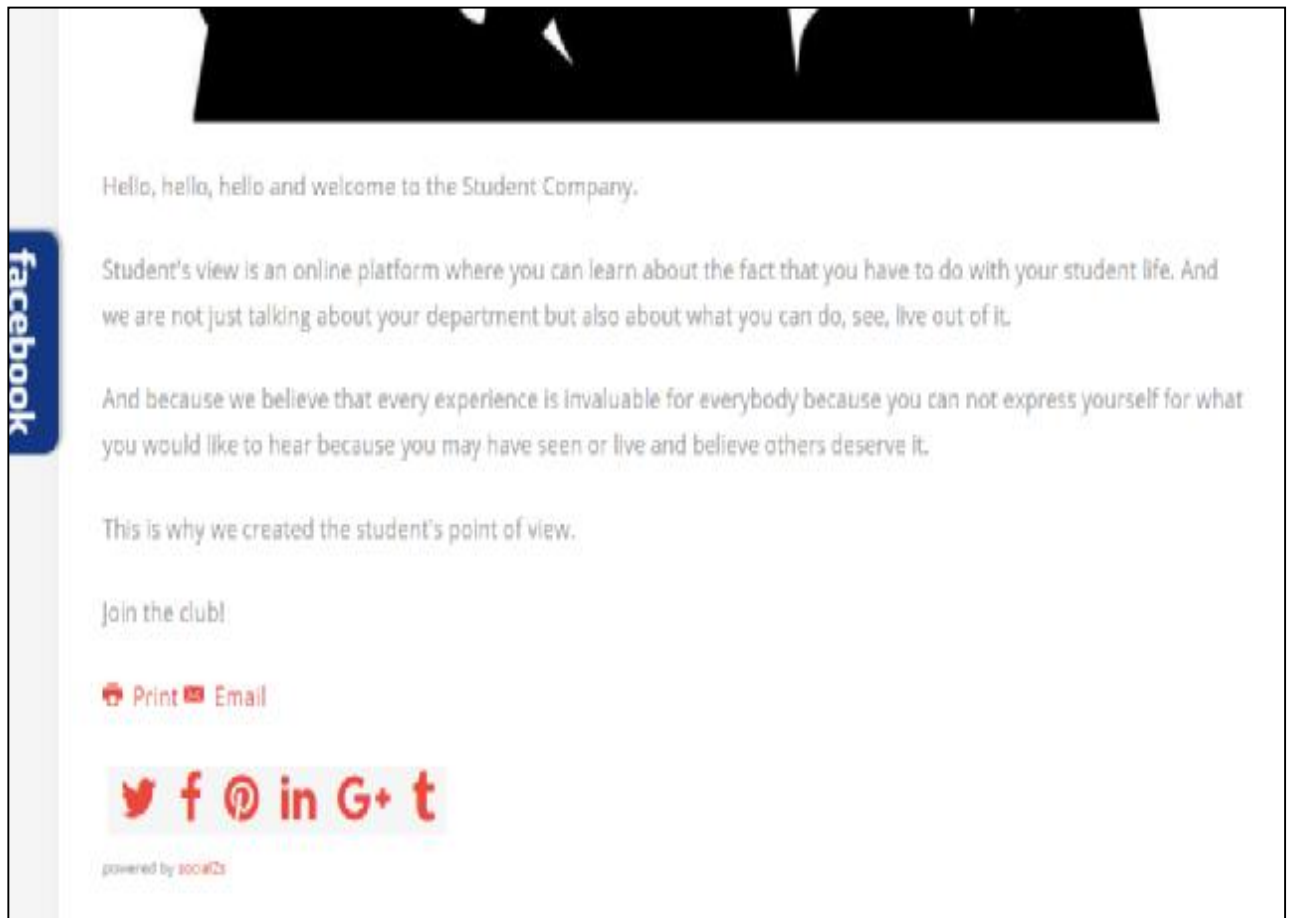 facebook
Hello, hello, hello and welcome to the Student Company.
Student's view is an online platform where you can learn about the fact that you have to do with your student life. And
we are not just talking about your department but also about what you can do, see, live out of it.
And because we believe that every experience is invaluable for everybody because you can not express yourself for what
you would like to hear because you may have seen or live and believe others deserve it.
This is why we created the student's point of view.
Join the club!
Print Email
f in G+ t
powered by social2s